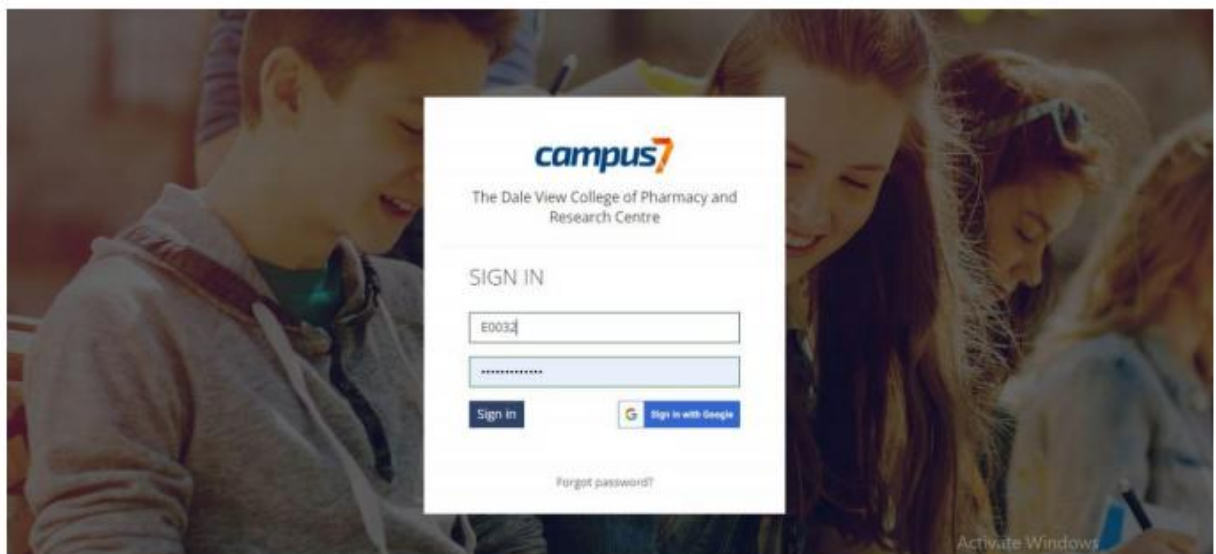 campus7
The Dale View College of Pharmacy and
Research Centre
SIGN IN
E0032
•••••••••••••
Sign in
G Sign in with Google
Forgot password?
Activate Windows